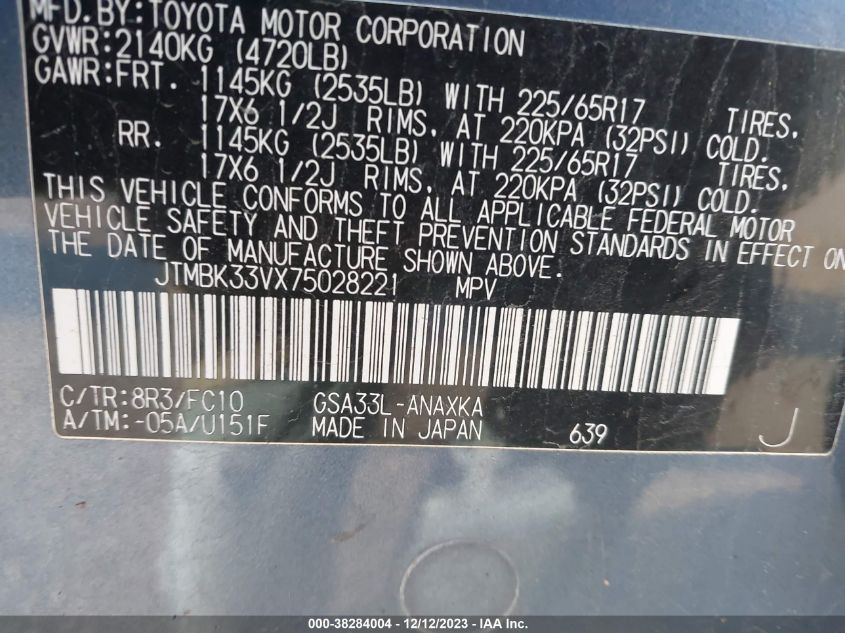 MFD. BY: TOYOTA MOTOR CORPORATION
GVWR: 2140KG (4720LB)
GAWR: FRT. 1145KG (2535LB) WITH 225/65R17 TIRES,
17X6 1/2J RIMS, AT 220KPA (32PSI) COLD.
RR. 1145KG (2535LB) WITH 225/65R17 TIRES,
17X6 1/2J RIMS, AT 220KPA (32PSI) COLD.
THIS VEHICLE CONFORMS TO ALL APPLICABLE FEDERAL MOTOR
VEHICLE SAFETY AND THEFT PREVENTION STANDARDS IN EFFECT ON
THE DATE OF MANUFACTURE SHOWN ABOVE.
JTMBK33VX75028221 MPV
C/TR: 8R3/FC10 GSA33L-ANAXKA
A/TM: -05A/U151F MADE IN JAPAN 639 J
000-38284004 - 12/12/2023 - IAA Inc.